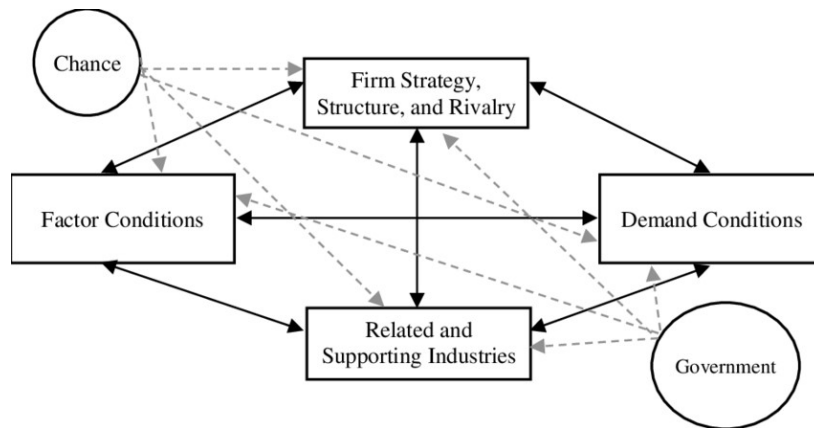 Chance
Firm Strategy,
Structure, and Rivalry
Factor Conditions
Demand Conditions
Related and
Supporting Industries
Government